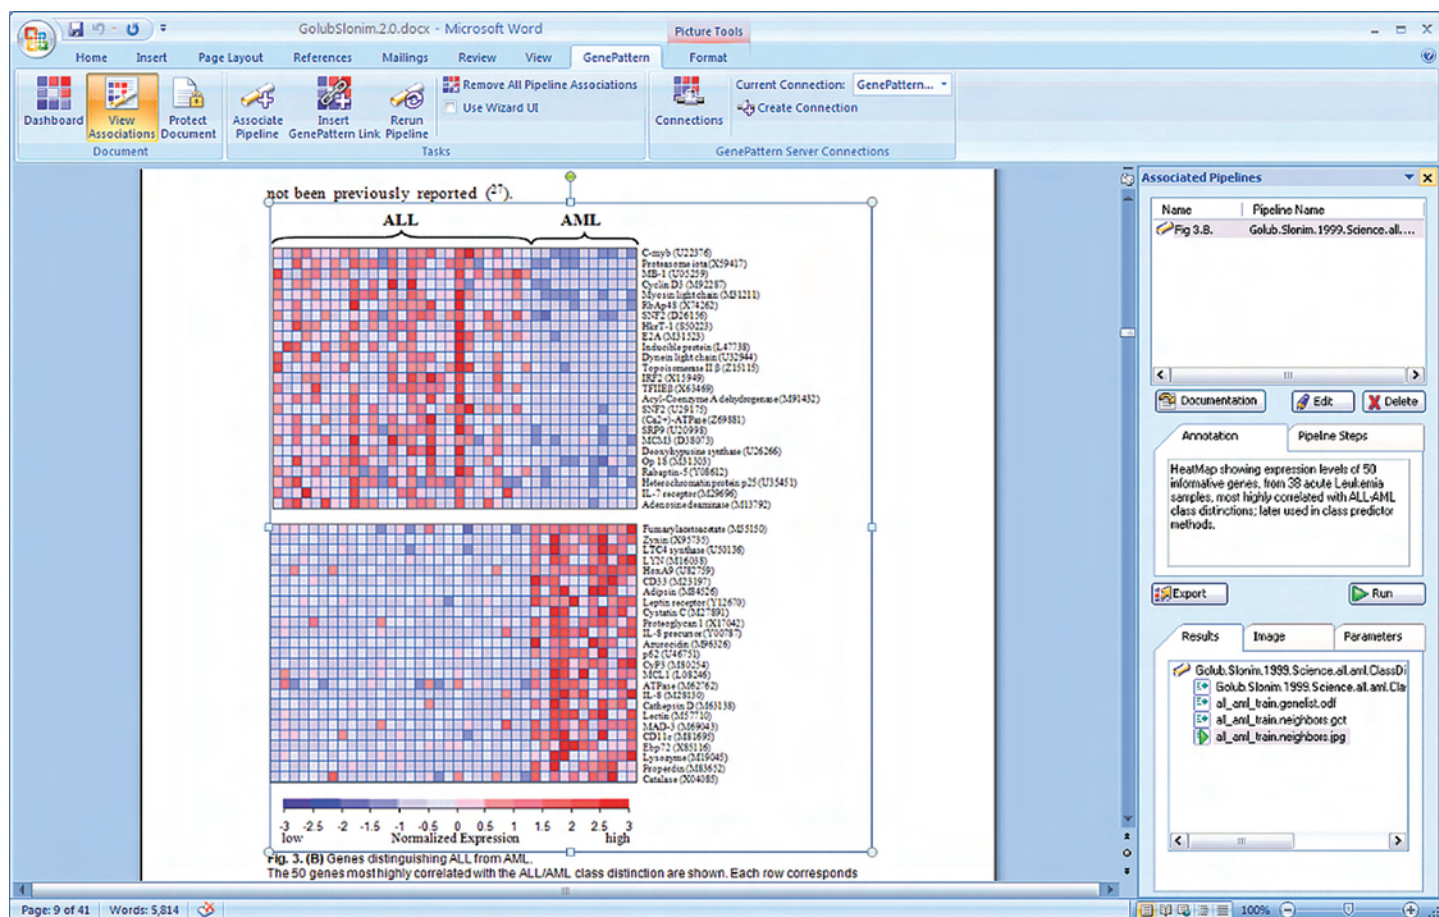 GolubSlonim.2.0.docx - Microsoft Word
Picture Tools
Home Insert Page Layout References Mailings Review View GenePattern Format
Dashboard
View Associations
Protect Document
Document
Associate Pipeline
Insert GenePattern Link
Rerun Pipeline
Remove All Pipeline Associations
Use Wizard UI
Tasks
Connections
Current Connection: GenePattern...
Create Connection
GenePattern Server Connections
not been previously reported (27).
ALL AML
C-myb (U22376)
Proteasome iota (X59417)
MB-1 (U05259)
Cyclin D3 (M92287)
Myosin light chain (M31211)
RbAp48 (X74262)
SNF2 (D26156)
HkrT-1 (S50223)
E2A (M31523)
Inducible protein (L47738)
Dynein light chain (U32944)
Topoisomerase II β (Z15115)
IRF2 (X15949)
TFIIEβ (X63469)
Acyl-Coenzyme A dehydrogenase (M91432)
SNF2 (U29175)
(Ca2+)-ATPase (Z69881)
SRP9 (U20998)
MCM3 (D38073)
Deoxyhypusine synthase (U26266)
Op 18 (M31303)
Rabaptin-5 (Y08612)
Heterochromatin protein p25 (U35451)
IL-7 receptor (M29696)
Adenosine deaminase (M13792)
Fumarylacetoacetate (M55150)
Zyxin (X95735)
LTC4 synthase (U50136)
LYN (M16038)
HoxA9 (U82759)
CD33 (M23197)
Adipsin (M84526)
Leptin receptor (Y12670)
Cystatin C (M27891)
Proteoglycan 1 (X17042)
IL-8 precursor (Y00787)
Azurocidin (M96326)
p62 (U46751)
CyP3 (M80254)
MCL1 (L08246)
ATPase (M62762)
IL-8 (M28130)
Cathepsin D (M63138)
Lectin (M57710)
MAD-3 (M69043)
CD11c (M81695)
Ebp72 (X85116)
Lysozyme (M19045)
Properdin (M83652)
Catalase (X04085)
-3 -2.5 -2 -1.5 -1 -0.5 0 0.5 1 1.5 2 2.5 3
low Normalized Expression high
Fig. 3. (B) Genes distinguishing ALL from AML.
The 50 genes most highly correlated with the ALL/AML class distinction are shown. Each row corresponds
Associated Pipelines
Name Pipeline Name
Fig 3.B. Golub.Slonim.1999.Science.all....
Documentation Edit Delete
Annotation Pipeline Steps
HeatMap showing expression levels of 50
informative genes, from 38 acute Leukemia
samples, most highly correlated with ALL-AML
class distinctions; later used in class predictor
methods.
Export Run
Results Image Parameters
Golub.Slonim.1999.Science.all.aml.ClassDi
Golub.Slonim.1999.Science.all.aml.Cla
all_aml_train.genelist.odf
all_aml_train.neighbors.gct
all_aml_train.neighbors.jpg
Page: 9 of 41 Words: 5,814
100%